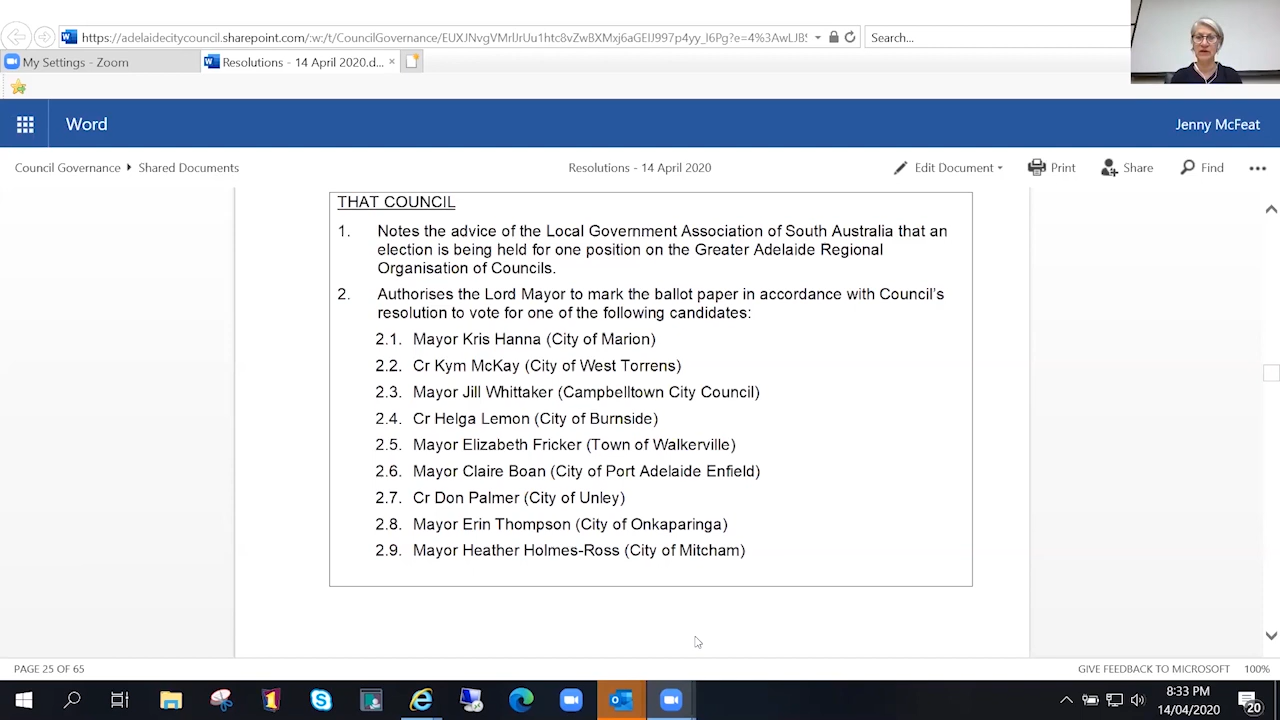 https://adelaidecitycouncil.sharepoint.com/:w:/t/CouncilGovernance/
Search...
My Settings - Zoom
Resolutions - 14 April 2020.d...
Word
Jenny McFeat
Council Governance
Shared Documents
Resolutions - 14 April 2020
Edit Document
Print
Share
Find
THAT COUNCIL
1. Notes the advice of the Local Government Association of South Australia that an
election is being held for one position on the Greater Adelaide Regional
Organisation of Councils.
2. Authorises the Lord Mayor to mark the ballot paper in accordance with Council's
resolution to vote for one of the following candidates:
2.1. Mayor Kris Hanna (City of Marion)
2.2. Cr Kym McKay (City of West Torrens)
2.3. Mayor Jill Whittaker (Campbelltown City Council)
2.4. Cr Helga Lemon (City of Burnside)
2.5. Mayor Elizabeth Fricker (Town of Walkerville)
2.6. Mayor Claire Boan (City of Port Adelaide Enfield)
2.7. Cr Don Palmer (City of Unley)
2.8. Mayor Erin Thompson (City of Onkaparinga)
2.9. Mayor Heather Holmes-Ross (City of Mitcham)
PAGE 25 OF 65
GIVE FEEDBACK TO MICROSOFT
100%
8:33 PM
14/04/2020
20